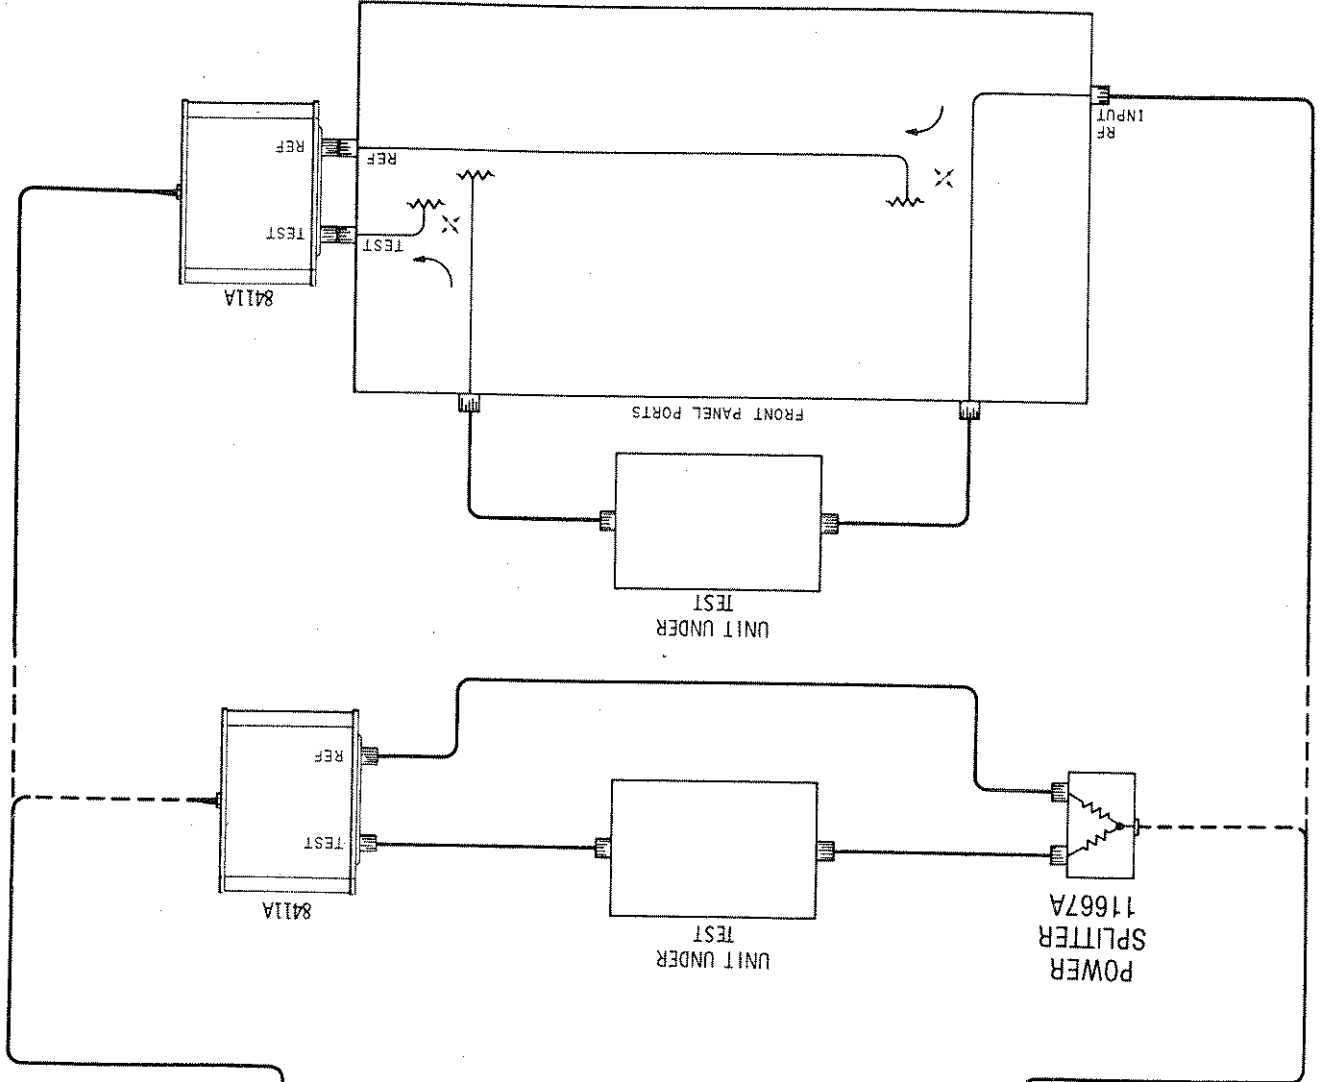 POWER
SPLITTER
11667A
UNIT UNDER
TEST
8411A
TEST
REF
UNIT UNDER
TEST
FRONT PANEL PORTS
8411A
TEST
TEST
REF
REF
RF
INPUT